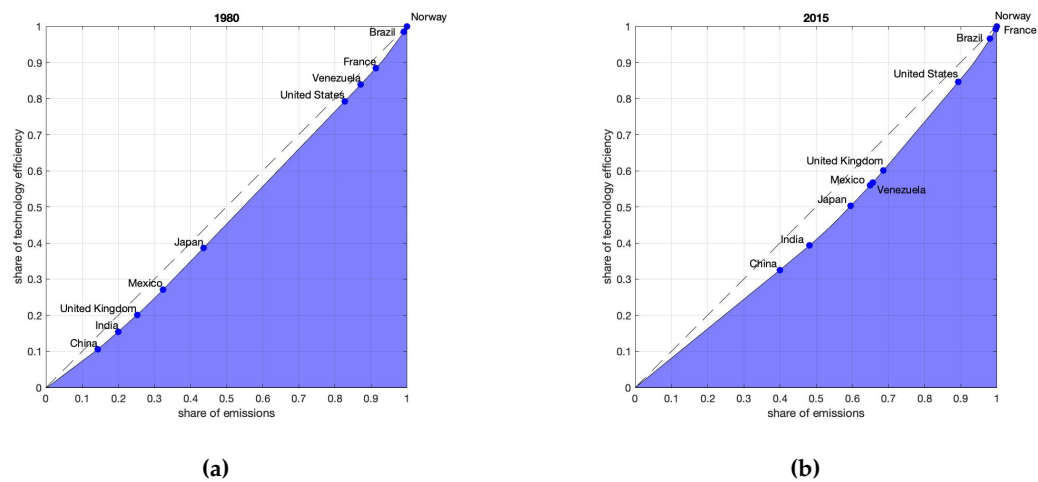 1980
Norway
Brazil
France
Venezuela
United States
Japan
Mexico
United Kingdom
India
China
1
0.9
0.8
0.7
0.6
0.5
0.4
0.3
0.2
0.1
0
share of technology efficiency
0 0.1 0.2 0.3 0.4 0.5 0.6 0.7 0.8 0.9 1
share of emissions
(a)
2015
Norway
France
Brazil
United States
United Kingdom
Mexico
Venezuela
Japan
India
China
1
0.9
0.8
0.7
0.6
0.5
0.4
0.3
0.2
0.1
0
share of technology efficiency
0 0.1 0.2 0.3 0.4 0.5 0.6 0.7 0.8 0.9 1
share of emissions
(b)